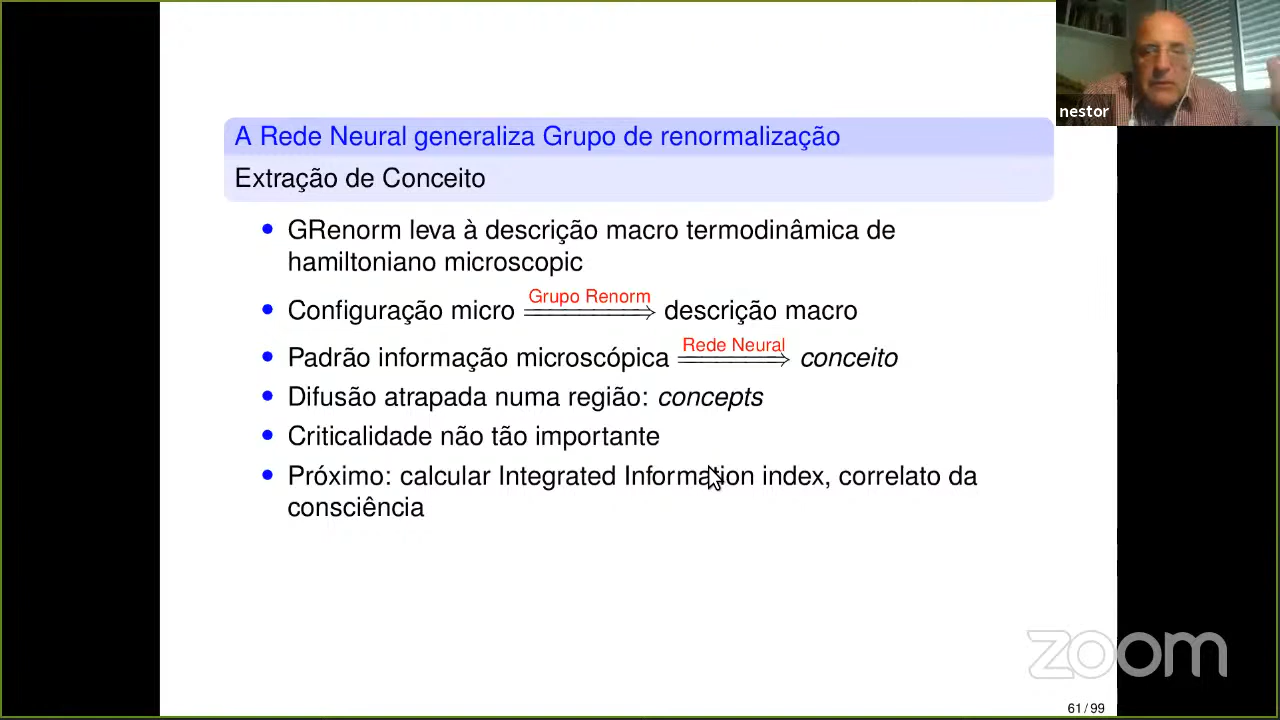 A Rede Neural generaliza Grupo de renormalização
Extração de Conceito
GRenorm leva à descrição macro termodinâmica de
hamiltoniano microscopic
Configuração micro Grupo Renorm descrição macro
Padrão informação microscópica Rede Neural conceito
Difusão atrapada numa região: concepts
Criticalidade não tão importante
Próximo: calcular Integrated Information index, correlato da
consciência
nestor
zoom
61 / 99